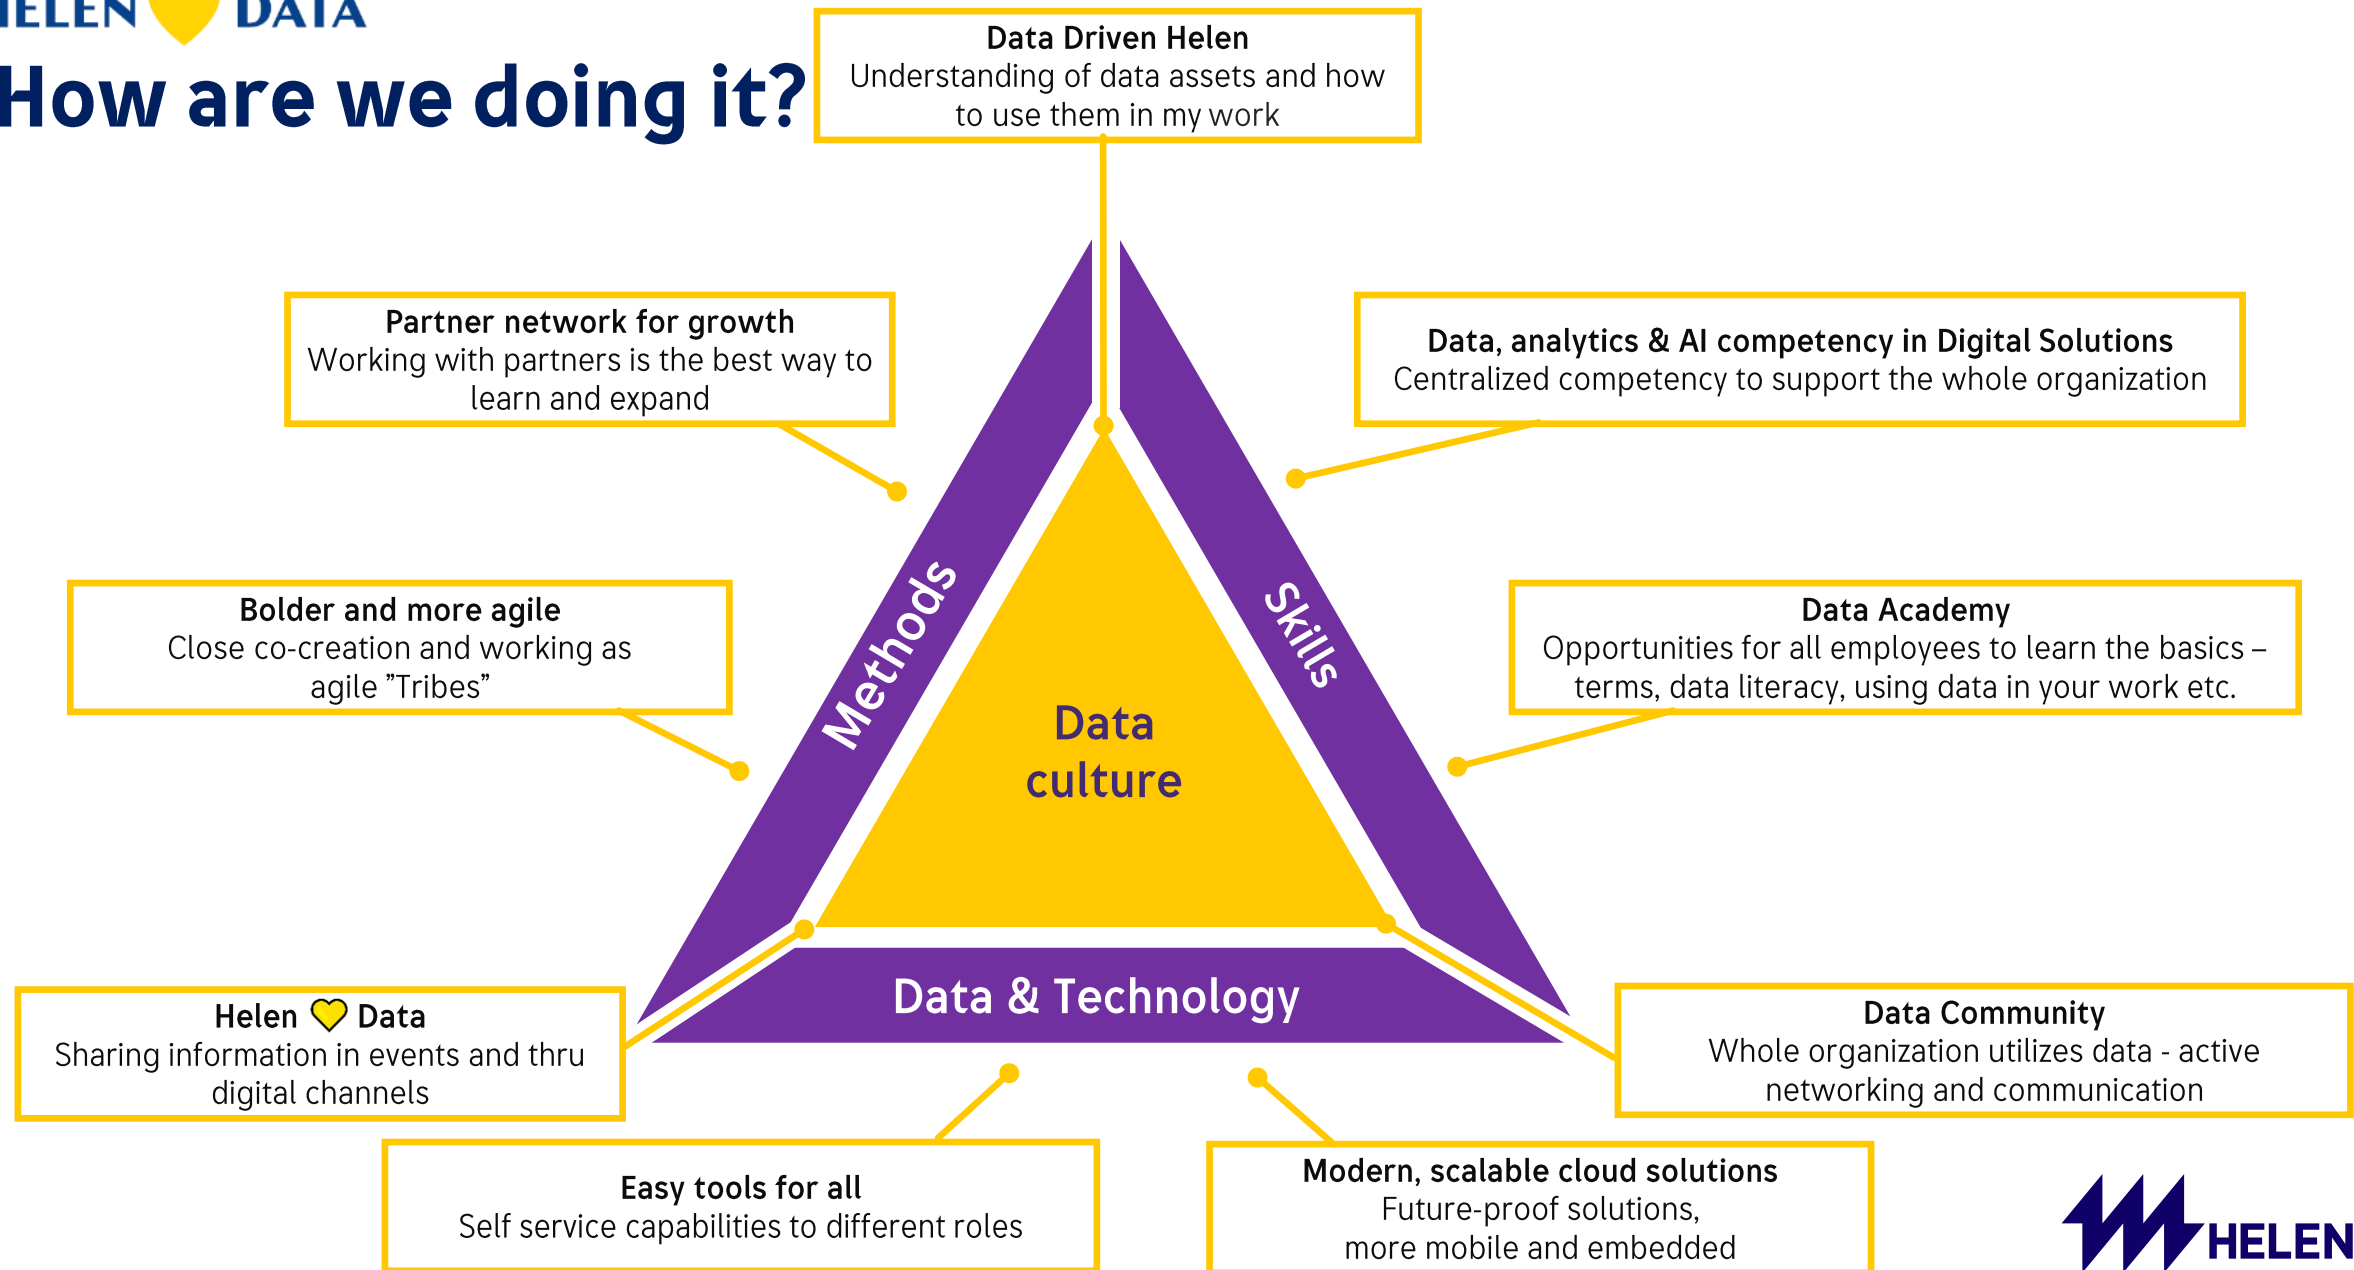 HELEN DATA
How are we doing it?
Data Driven Helen
Understanding of data assets and how
to use them in my work
Partner network for growth
Working with partners is the best way to
learn and expand
Data, analytics & AI competency in Digital Solutions
Centralized competency to support the whole organization
Bolder and more agile
Close co-creation and working as
agile ”Tribes”
Methods
Skills
Data Academy
Opportunities for all employees to learn the basics –
terms, data literacy, using data in your work etc.
Data
culture
Data & Technology
Helen 💛 Data
Sharing information in events and thru
digital channels
Data Community
Whole organization utilizes data - active
networking and communication
Easy tools for all
Self service capabilities to different roles
Modern, scalable cloud solutions
Future-proof solutions,
more mobile and embedded
HELEN